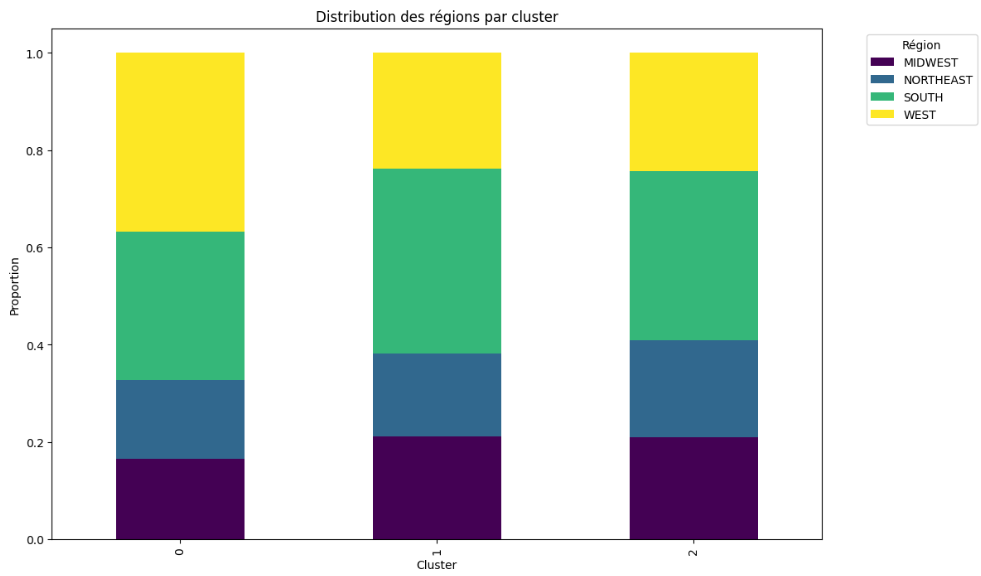 Distribution des régions par cluster
Région
MIDWEST
NORTHEAST
SOUTH
WEST
1.0
0.8
0.6
0.4
0.2
0.0
Proportion
0
1
2
Cluster